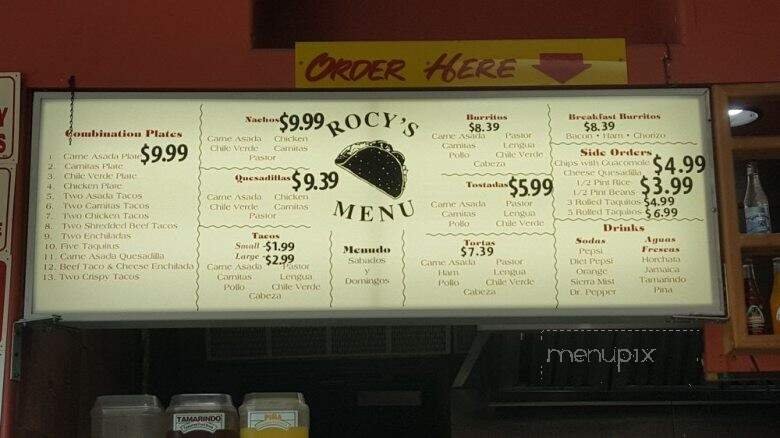 ORDER HERE
ROCY'S
MENU
Combination Plates
$9.99
1. Carne Asada Plate
2. Carnitas Plate
3. Chile Verde Plate
4. Chicken Plate
5. Two Asada Tacos
6. Two Carnitas Tacos
7. Two Chicken Tacos
8. Two Shredded Beef Tacos
9. Two Enchiladas
10. Five Taquitos
11. Carne Asada Quesadilla
12. Beef Taco & Cheese Enchilada
13. Two Crispy Tacos
Nachos $9.99
Carne Asada Chicken
Chile Verde Carnitas
Pastor
Quesadillas $9.39
Carne Asada Chicken
Chile Verde Carnitas
Pastor
Tacos
Small -$1.99
Large -$2.99
Carne Asada Pastor
Carnitas Lengua
Pollo Chile Verde
Cabeza
Menudo
Sabados
y
Domingos
Burritos
$8.39
Carne Asada Pastor
Carnitas Lengua
Pollo Chile Verde
Cabeza
Tostadas $5.99
Carne Asada Pastor
Carnitas Lengua
Pollo Chile Verde
Tortas
$7.39
Carne Asada Pastor
Ham Lengua
Pollo Chile Verde
Cabeza
Breakfast Burritos
$8.39
Bacon • Ham • Chorizo
Side Orders
Chips with Guacomole $4.99
Cheese Quesadilla
1/2 Pint Rice $3.99
1/2 Pint Beans
3 Rolled Taquitos $4.99
5 Rolled Taquitos $6.99
Drinks
Sodas
Pepsi
Diet Pepsi
Orange
Sierra Mist
Dr. Pepper
Aguas
Frescas
Horchata
Jamaica
Tamarindo
Pina
menupix
TAMARINDO
PIÑA